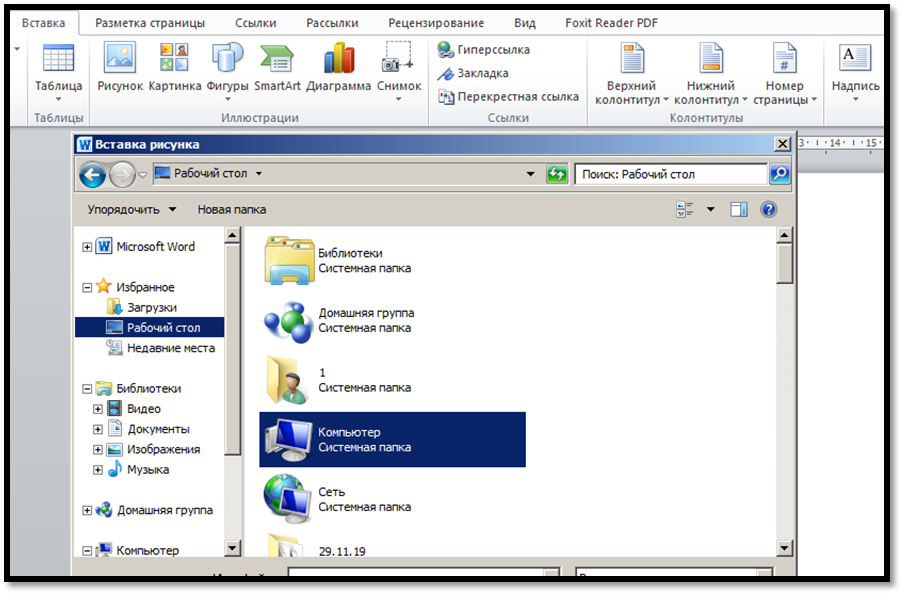 Вставка Разметка страницы Ссылки Рассылки Рецензирование Вид Foxit Reader PDF
Таблица Рисунок Картинка Фигуры SmartArt Диаграмма Снимок
Гиперссылка
Закладка
Перекрестная ссылка
Верхний колонтитул
Нижний колонтитул
Номер страницы
Надпись
Таблицы Иллюстрации Ссылки Колонтитулы
Вставка рисунка
3 14 15
Рабочий стол Поиск: Рабочий стол
Упорядочить Новая папка
Microsoft Word
Избранное
Загрузки
Рабочий стол
Недавние места
Библиотеки
Видео
Документы
Изображения
Музыка
Домашняя группа
Компьютер
Библиотеки
Системная папка
Домашняя группа
Системная папка
1
Системная папка
Компьютер
Системная папка
Сеть
Системная папка
29.11.19